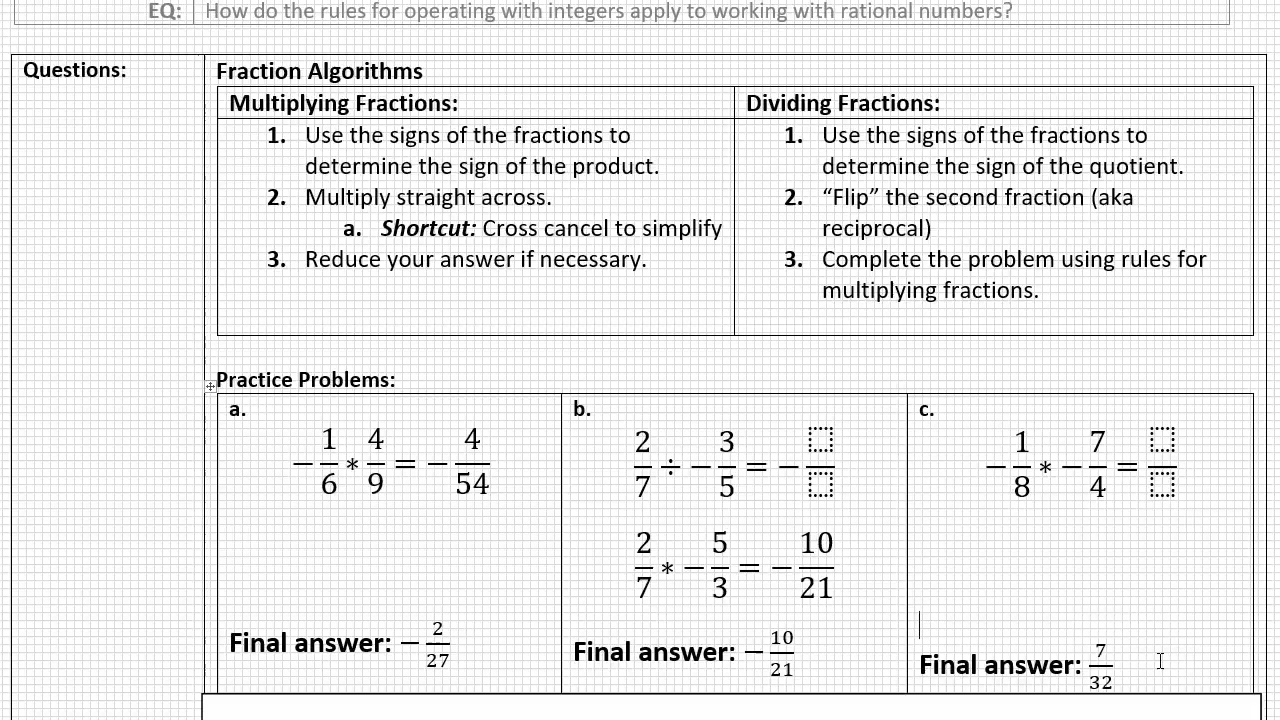 EQ: How do the rules for operating with integers apply to working with rational numbers?
Questions:
Fraction Algorithms
Multiplying Fractions:
1. Use the signs of the fractions to
determine the sign of the product.
2. Multiply straight across.
a. Shortcut: Cross cancel to simplify
3. Reduce your answer if necessary.
Dividing Fractions:
1. Use the signs of the fractions to
determine the sign of the quotient.
2. “Flip” the second fraction (aka
reciprocal)
3. Complete the problem using rules for
multiplying fractions.
Practice Problems:
a.
−1/6 * 4/9 = −4/54
Final answer: −2/27
b.
2/7 ÷ −3/5 = −⬚/⬚
2/7 * −5/3 = −10/21
Final answer: −10/21
c.
−1/8 * −7/4 = ⬚/⬚
Final answer: 7/32